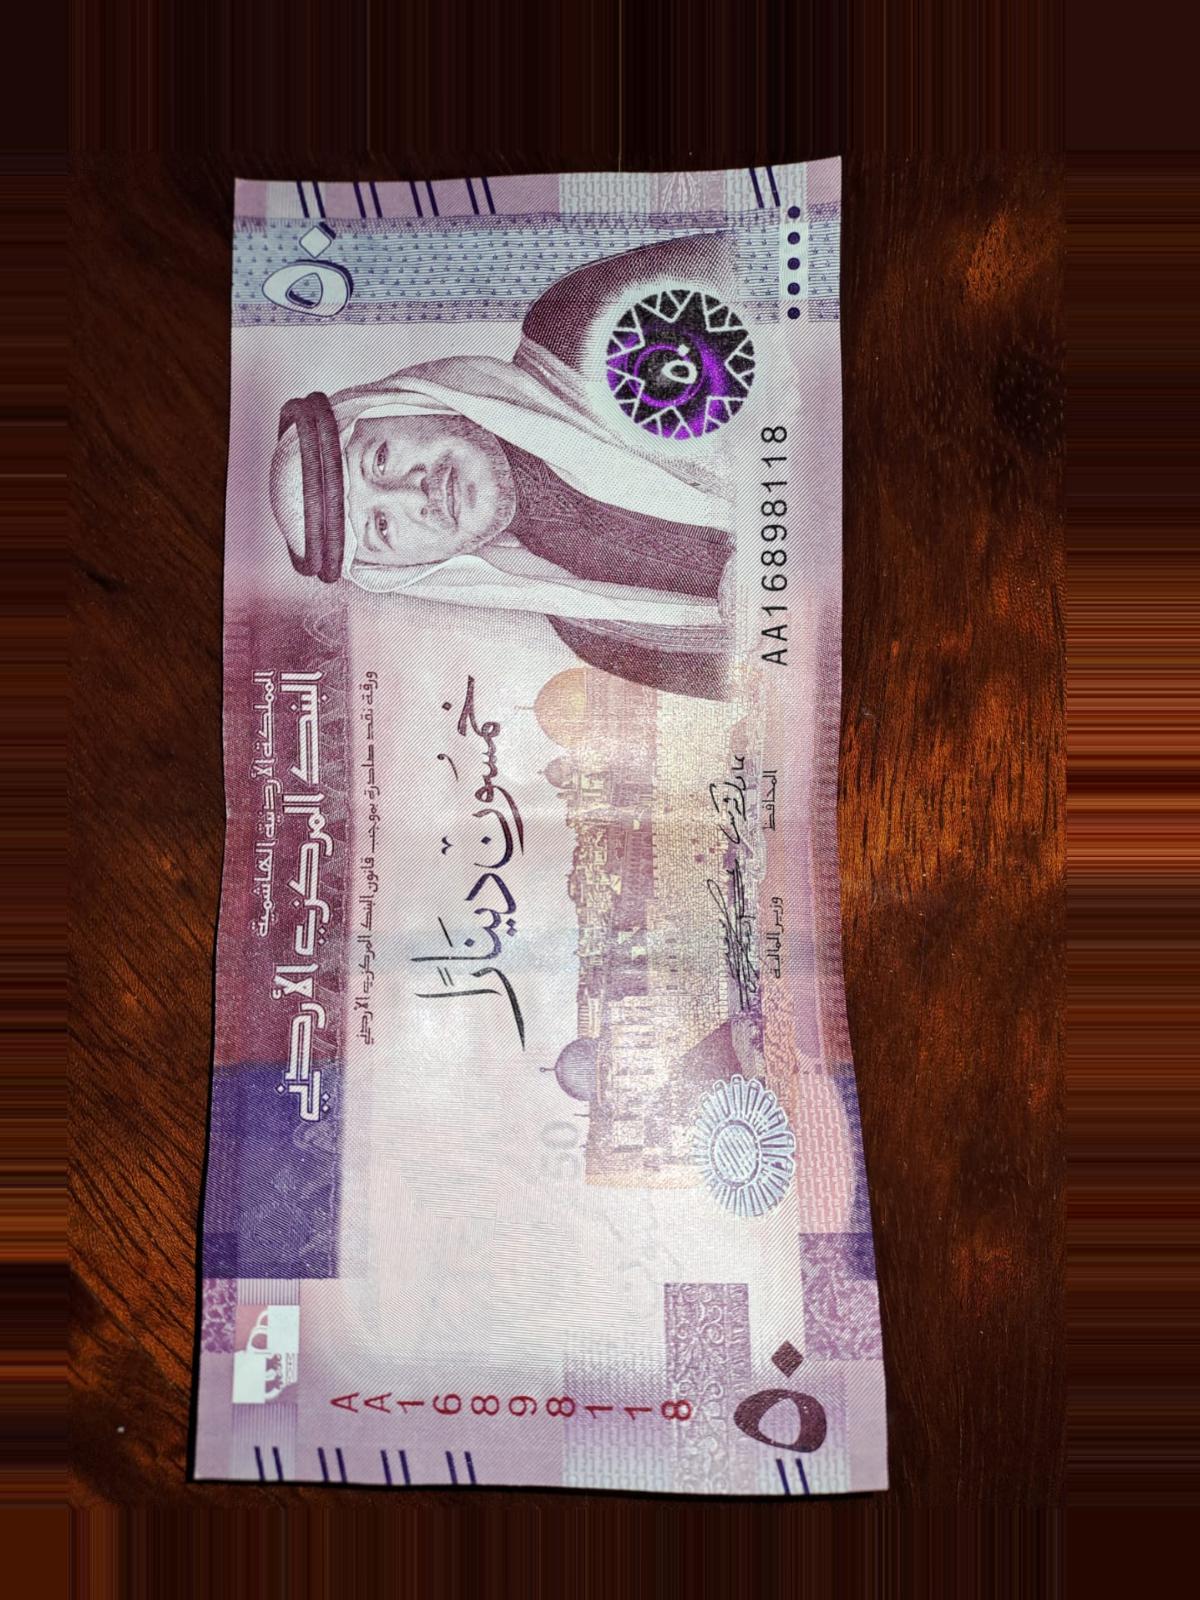 المملكة الأردنية الهاشمية
البنك المركزي الأردني
ورقة نقد صادرة بموجب قانون البنك المركزي الأردني
٥٠
خمسون دينارًا
٥٠
50
AA16898118
المحافظ
وزير المالية
AA16898118
٥٠